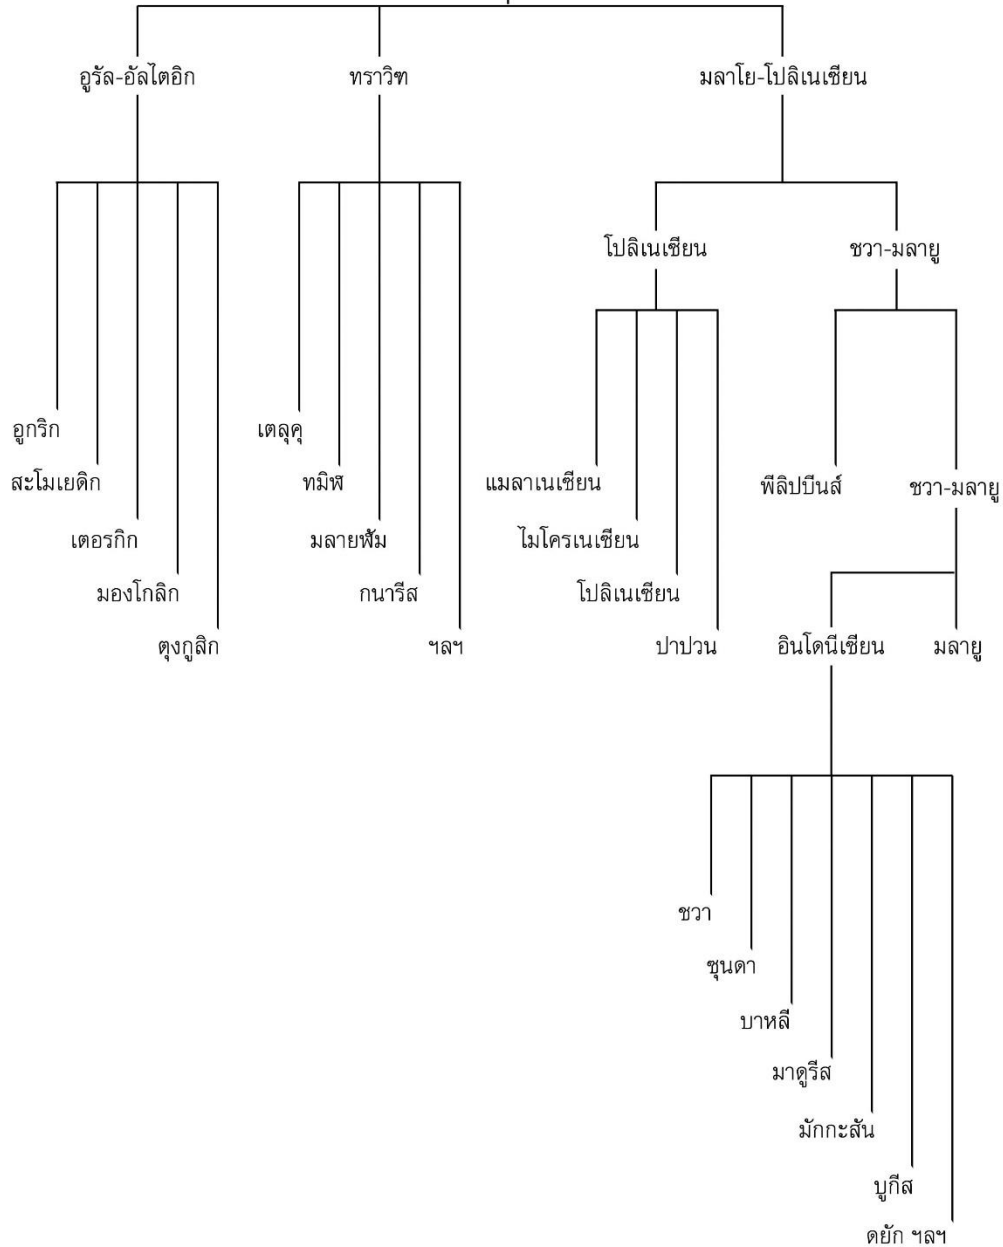 อูรัล-อัลไตอิก
ทราวิฑ
มลาโย-โปลิเนเซียน
โปลิเนเซียน
ชวา-มลายู
อูกริก
สะโมเยดิก
เตอรกิก
มองโกลิก
ตุงกูสิก
เตลุคุ
ทมิฬ
มลายพัม
กนารีส
ฯลฯ
แมลาเนเซียน
ไมโครเนเซียน
โปลิเนเซียน
ปาปวน
พีลิปปีนส์
ชวา-มลายู
อินโดนีเซียน
มลายู
ชวา
ซุนดา
บาหลี
มาดูรีส
มักกะสัน
บูกีส
ดยัก ฯลฯ